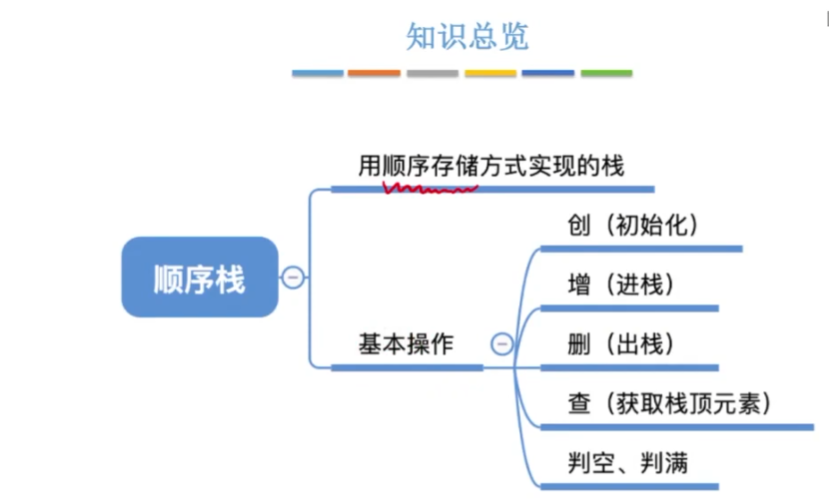 知识总览
用顺序存储方式实现的栈
顺序栈
基本操作
创（初始化）
增（进栈）
删（出栈）
查（获取栈顶元素）
判空、判满